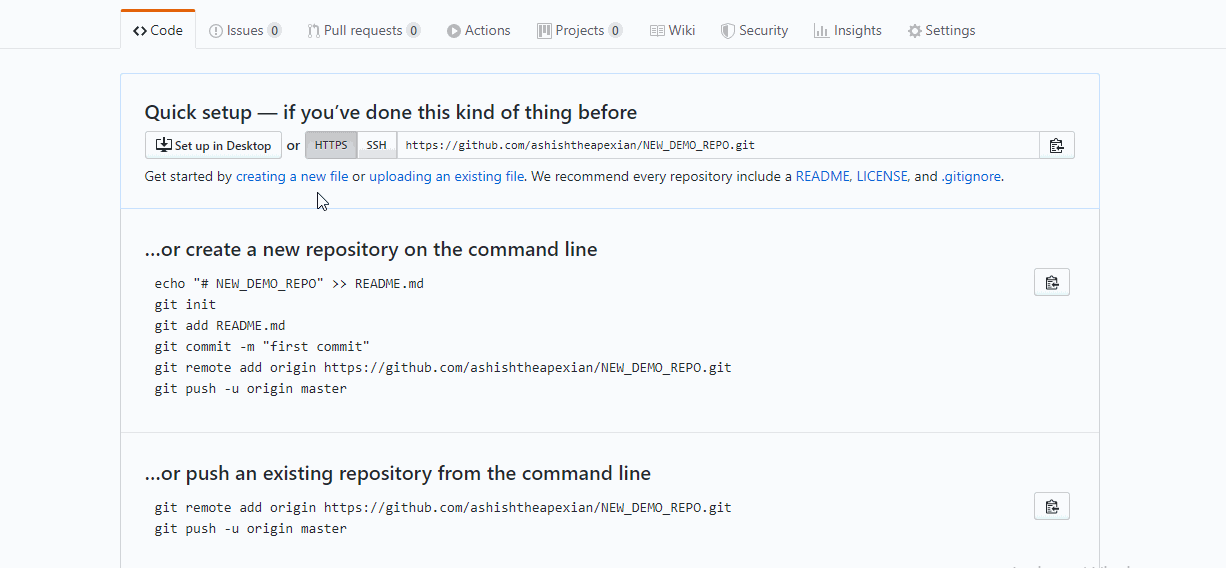 Code Issues 0 Pull requests 0 Actions Projects 0 Wiki Security Insights Settings
Quick setup — if you’ve done this kind of thing before
Set up in Desktop or HTTPS SSH https://github.com/ashishtheapexian/NEW_DEMO_REPO.git
Get started by creating a new file or uploading an existing file. We recommend every repository include a README, LICENSE, and .gitignore.
…or create a new repository on the command line
echo "# NEW_DEMO_REPO" >> README.md
git init
git add README.md
git commit -m "first commit"
git remote add origin https://github.com/ashishtheapexian/NEW_DEMO_REPO.git
git push -u origin master
…or push an existing repository from the command line
git remote add origin https://github.com/ashishtheapexian/NEW_DEMO_REPO.git
git push -u origin master